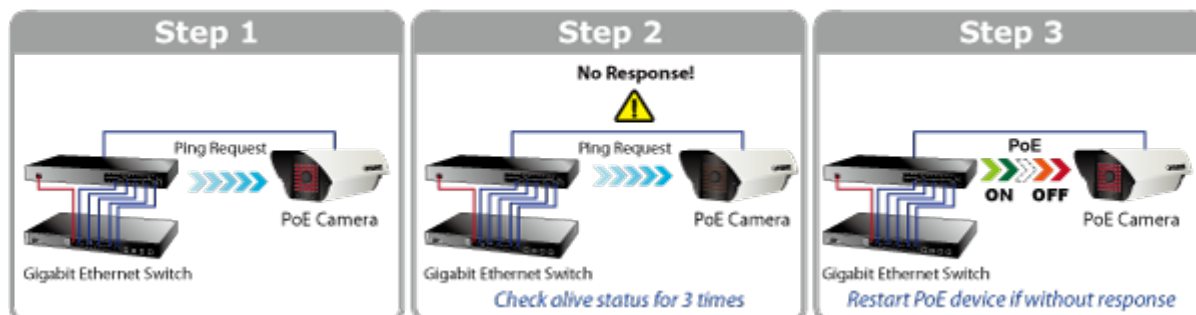 Step 1
Ping Request
PoE Camera
Gigabit Ethernet Switch
Step 2
No Response!
Ping Request
PoE Camera
Gigabit Ethernet Switch
Check alive status for 3 times
Step 3
PoE
ON OFF
PoE Camera
Gigabit Ethernet Switch
Restart PoE device if without response